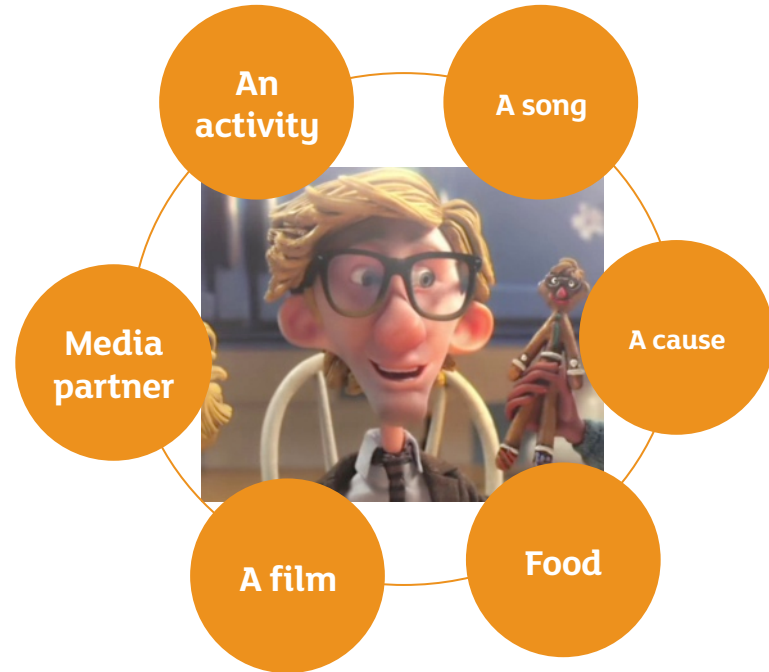 An
activity
A song
A cause
Food
A film
Media
partner